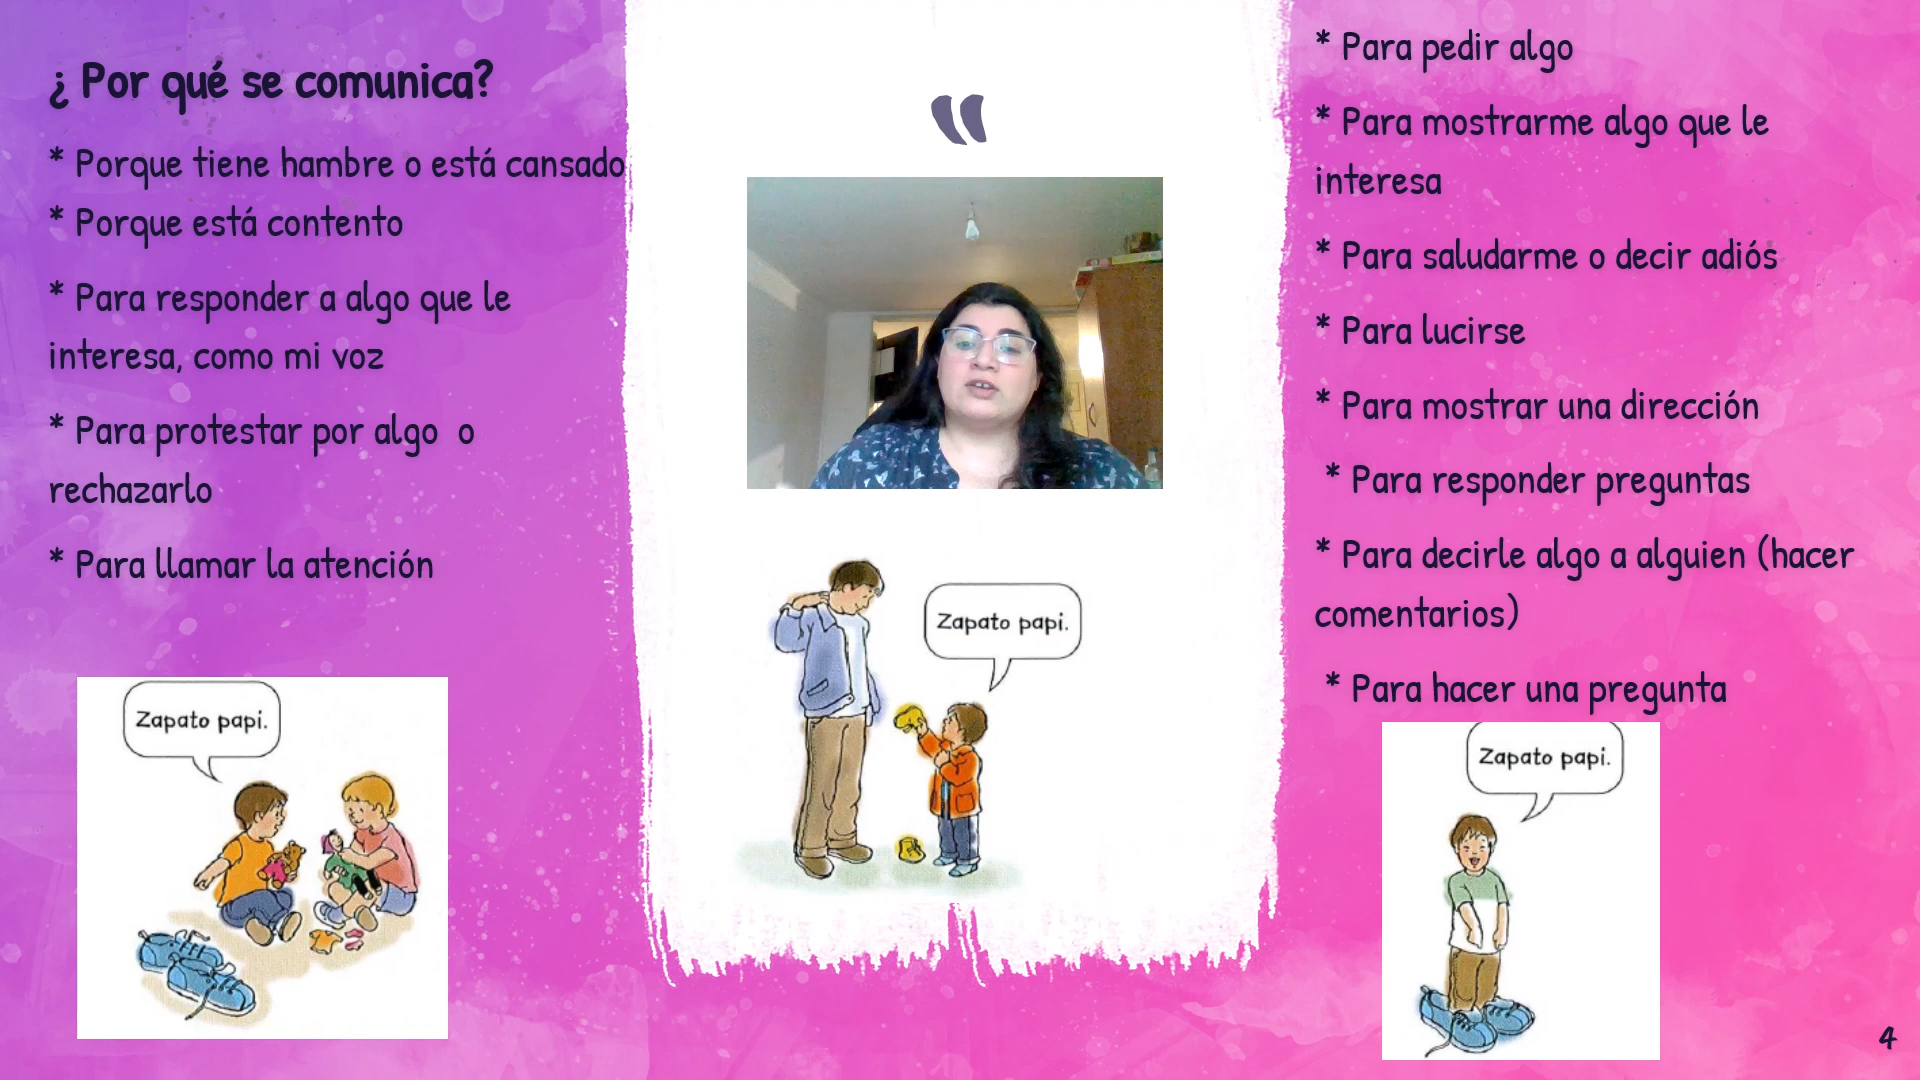 ¿ Por qué se comunica?
* Porque tiene hambre o está cansado
* Porque está contento
* Para responder a algo que le
interesa, como mi voz
* Para protestar por algo o
rechazarlo
* Para llamar la atención
Zapato papi.
“
Zapato papi.
* Para pedir algo
* Para mostrarme algo que le
interesa
* Para saludarme o decir adiós
* Para lucirse
* Para mostrar una dirección
* Para responder preguntas
* Para decirle algo a alguien (hacer
comentarios)
* Para hacer una pregunta
Zapato papi.
4